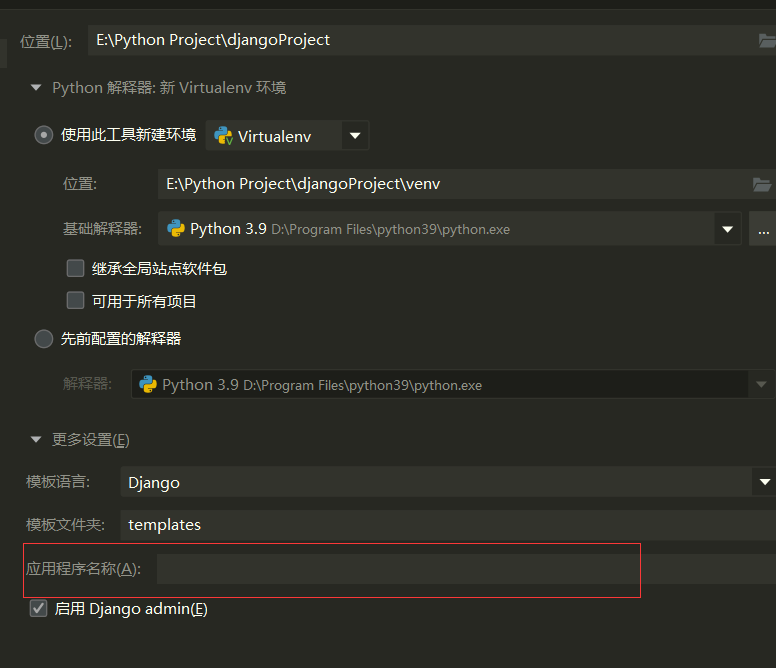 位置(L): E:\Python Project\djangoProject
Python 解释器: 新 Virtualenv 环境
使用此工具新建环境 Virtualenv
位置: E:\Python Project\djangoProject\venv
基础解释器: Python 3.9 D:\Program Files\python39\python.exe ...
继承全局站点软件包
可用于所有项目
先前配置的解释器
解释器: Python 3.9 D:\Program Files\python39\python.exe
更多设置(E)
模板语言: Django
模板文件夹: templates
应用程序名称(A):
启用 Django admin(E)